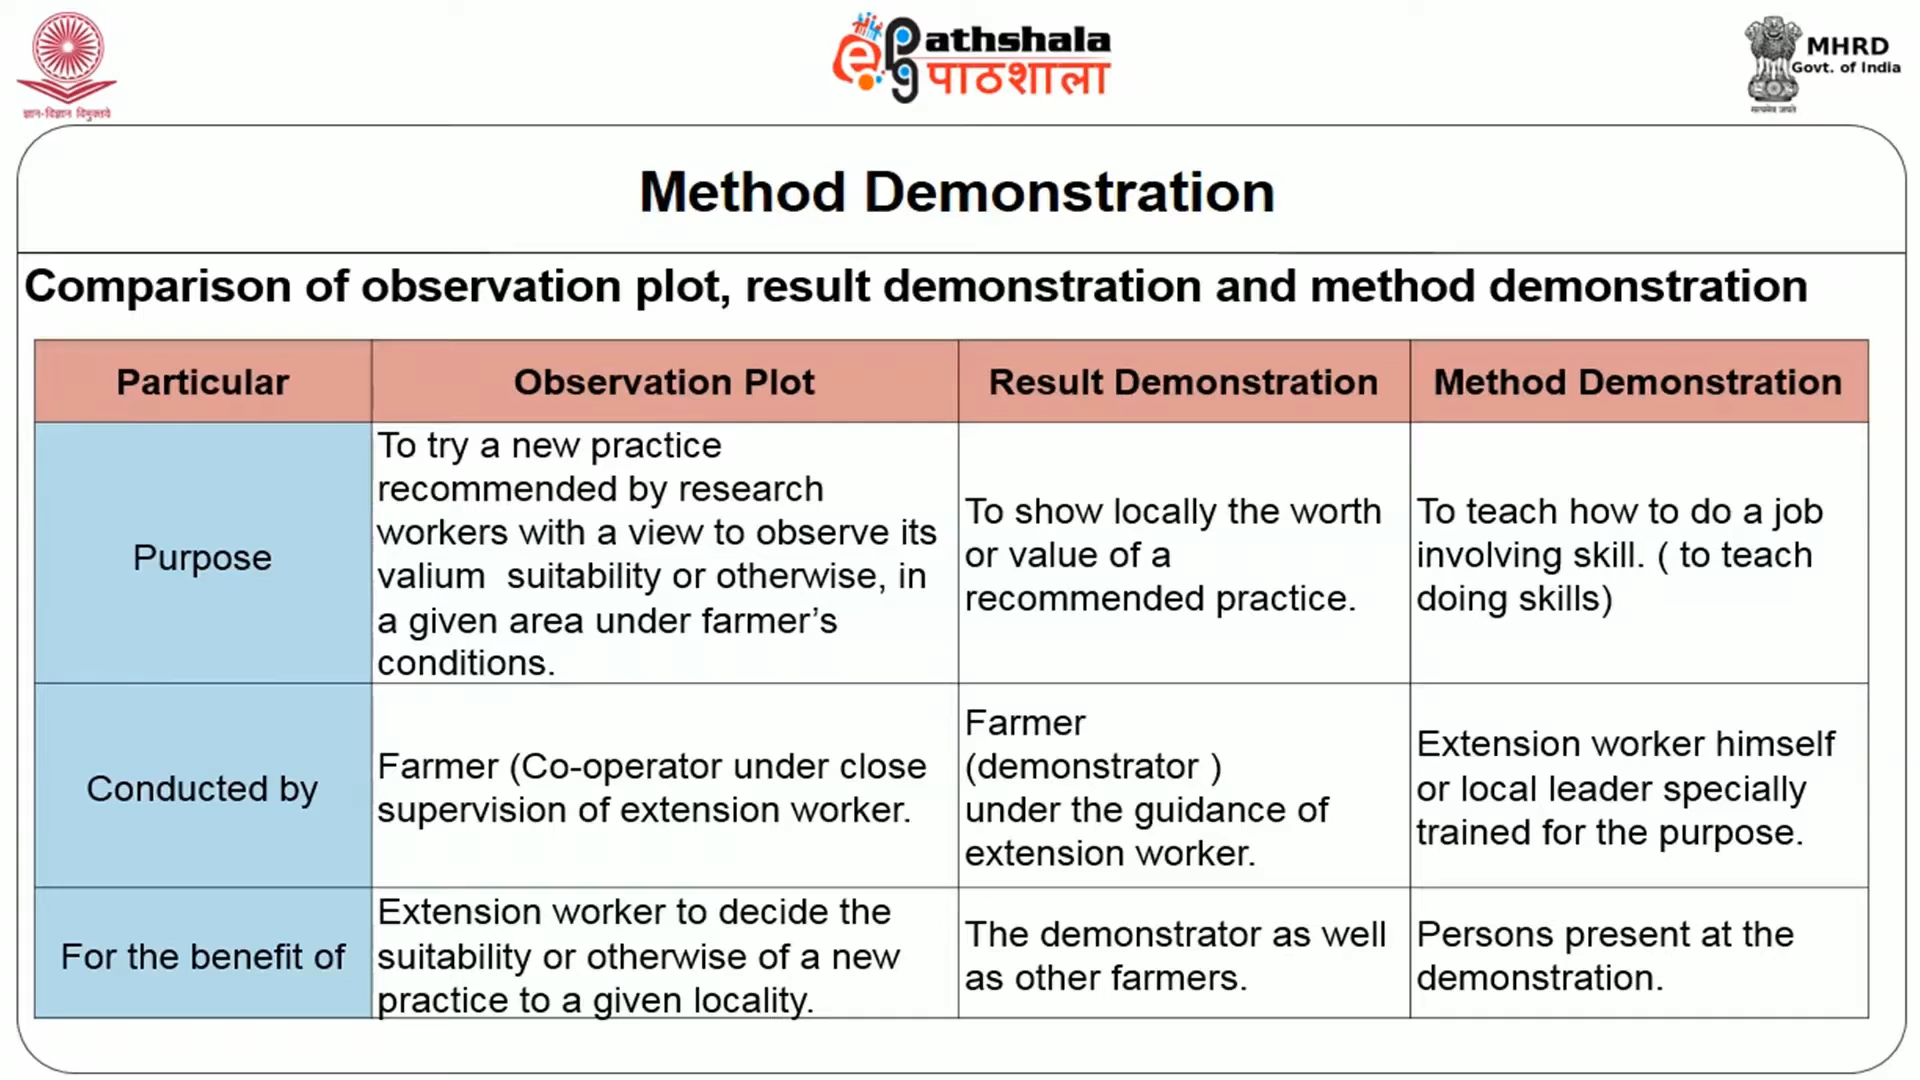 ज्ञान-विज्ञान विमुक्तये
ePG athshala
पाठशाला
MHRD
Govt. of India
सत्यमेव जयते
Method Demonstration
Comparison of observation plot, result demonstration and method demonstration
Particular
Observation Plot
Result Demonstration
Method Demonstration
Purpose
To try a new practice
recommended by research
workers with a view to observe its
valium suitability or otherwise, in
a given area under farmer’s
conditions.
To show locally the worth
or value of a
recommended practice.
To teach how to do a job
involving skill. ( to teach
doing skills)
Conducted by
Farmer (Co-operator under close
supervision of extension worker.
Farmer
(demonstrator )
under the guidance of
extension worker.
Extension worker himself
or local leader specially
trained for the purpose.
For the benefit of
Extension worker to decide the
suitability or otherwise of a new
practice to a given locality.
The demonstrator as well
as other farmers.
Persons present at the
demonstration.